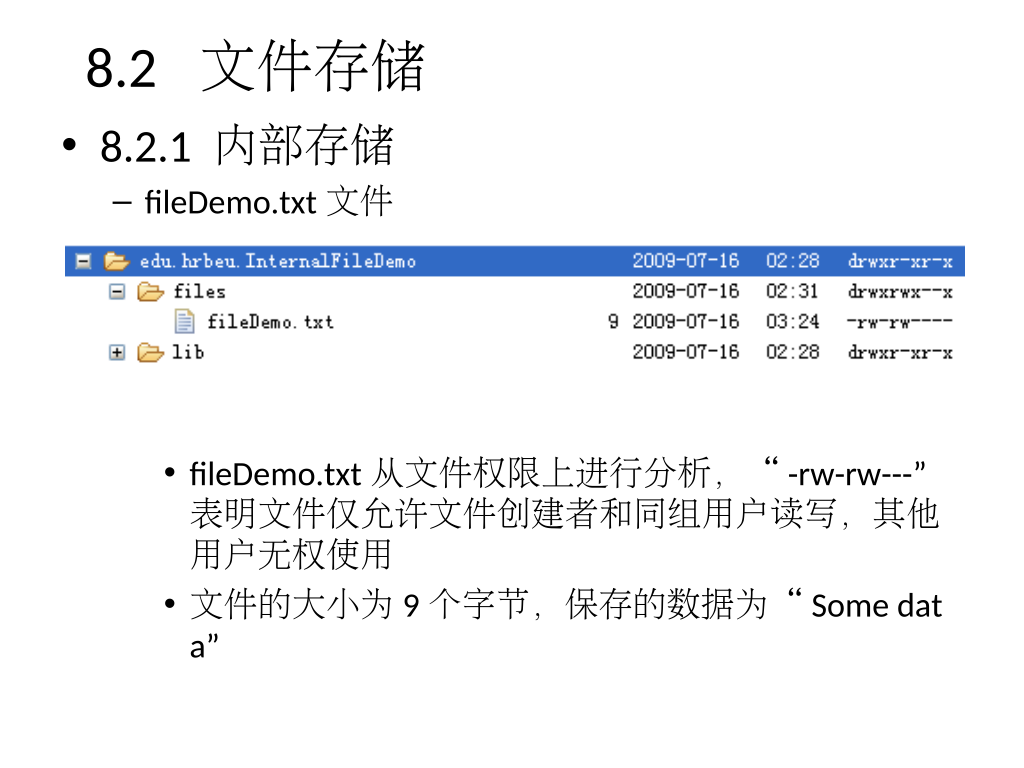 8.2 文件存储
• 8.2.1 内部存储
– fileDemo.txt 文件
edu.hrbeu.InternalFileDemo 2009-07-16 02:28 drwxr-xr-x
files 2009-07-16 02:31 drwxrwx--x
fileDemo.txt 9 2009-07-16 03:24 -rw-rw----
lib 2009-07-16 02:28 drwxr-xr-x
• fileDemo.txt 从文件权限上进行分析，“ -rw-rw---”
表明文件仅允许文件创建者和同组用户读写，其他
用户无权使用
• 文件的大小为 9 个字节，保存的数据为“ Some dat
a”